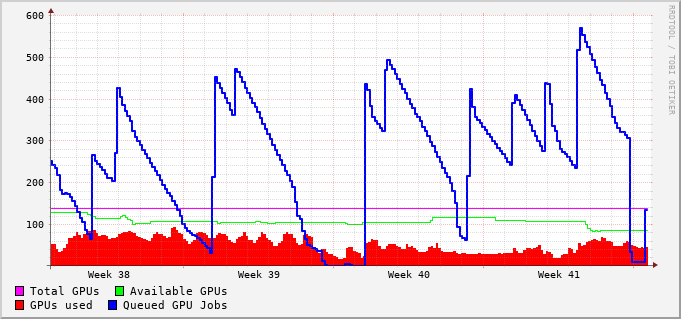 600
500
400
300
200
100
Week 38 Week 39 Week 40 Week 41
Total GPUs Available GPUs
GPUs used Queued GPU Jobs
RRDTOOL / TOBI OETIKER